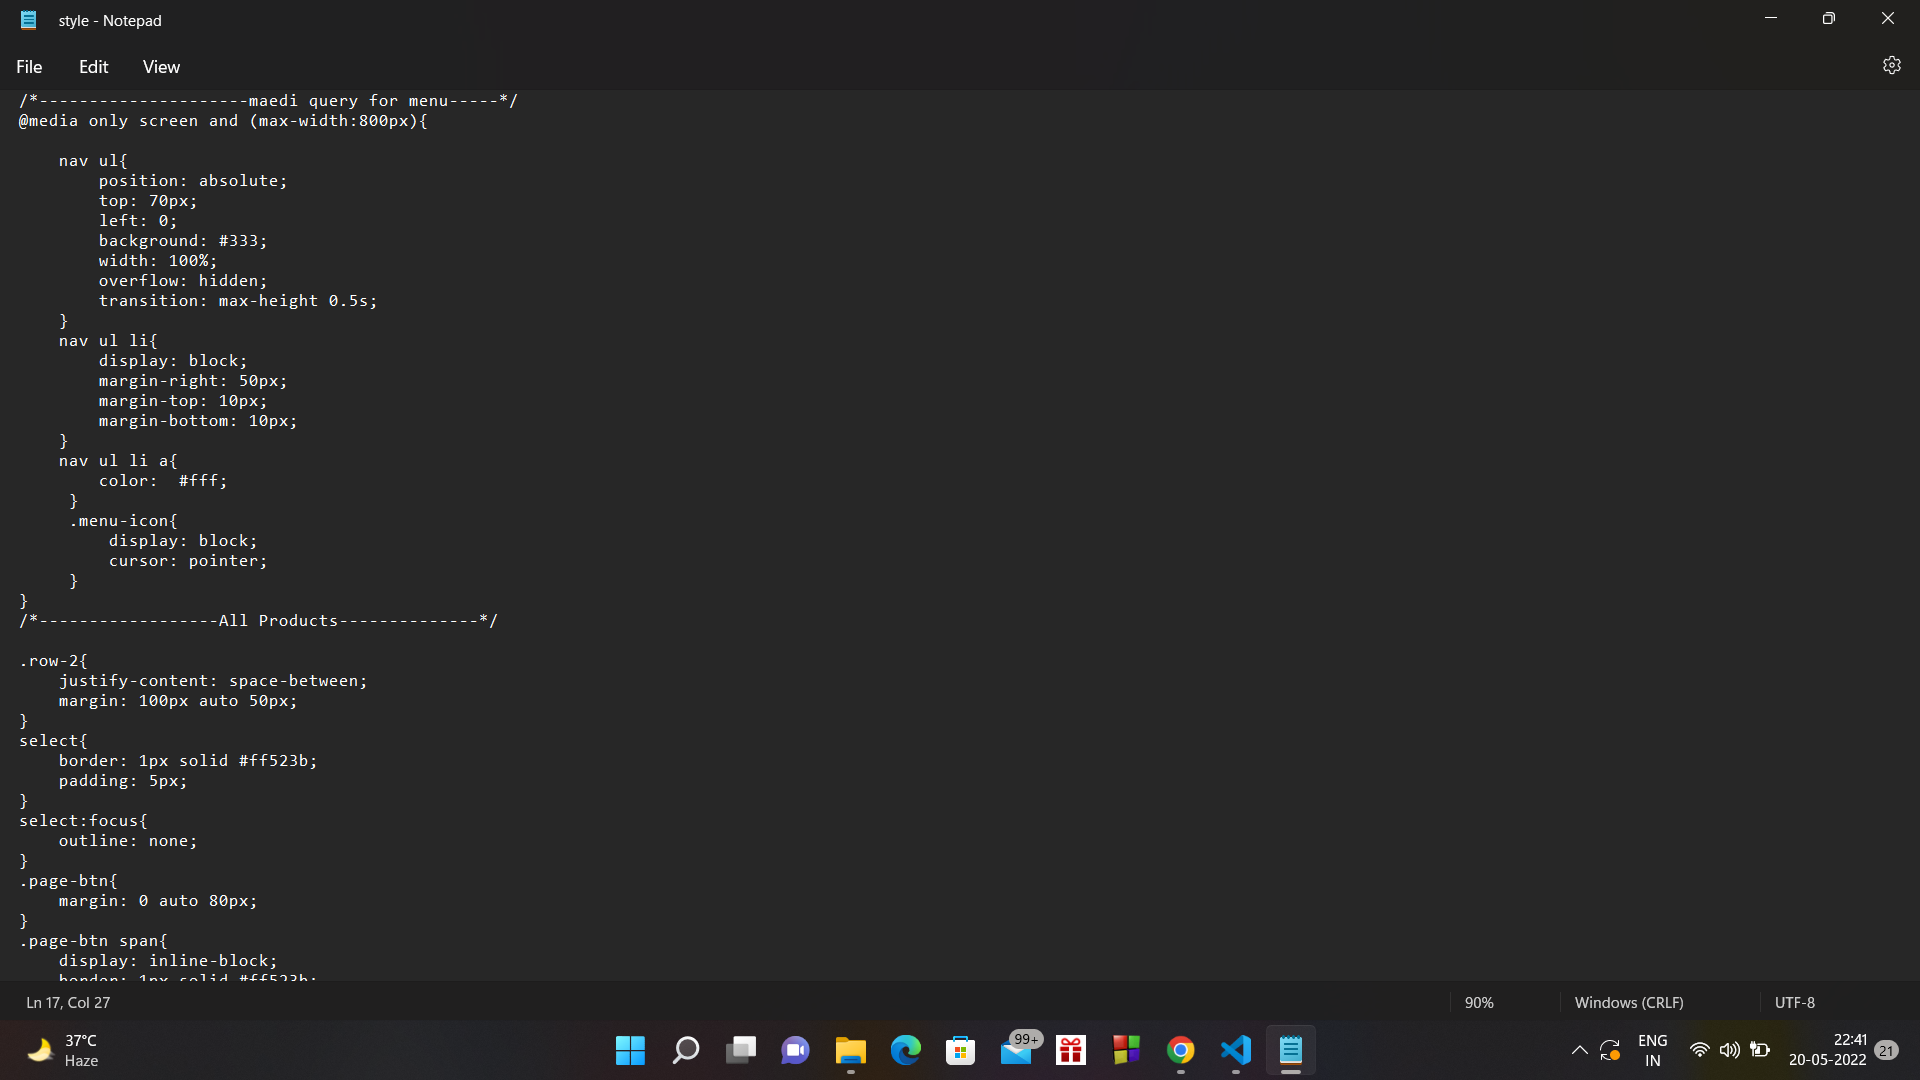 style - Notepad
File Edit View
/*---------------------maedi query for menu-----*/
@media only screen and (max-width:800px){
    nav ul{
        position: absolute;
        top: 70px;
        left: 0;
        background: #333;
        width: 100%;
        overflow: hidden;
        transition: max-height 0.5s;
    }
    nav ul li{
        display: block;
        margin-right: 50px;
        margin-top: 10px;
        margin-bottom: 10px;
    }
    nav ul li a{
        color:  #fff;
     }
     .menu-icon{
         display: block;
         cursor: pointer;
     }
}
/*------------------All Products--------------*/
.row-2{
    justify-content: space-between;
    margin: 100px auto 50px;
}
select{
    border: 1px solid #ff523b;
    padding: 5px;
}
select:focus{
    outline: none;
}
.page-btn{
    margin: 0 auto 80px;
}
.page-btn span{
    display: inline-block;
    border: 1px solid #ff523b;
Ln 17, Col 27 90% Windows (CRLF) UTF-8
37°C
Haze
99+
ENG
IN
22:41
20-05-2022
21